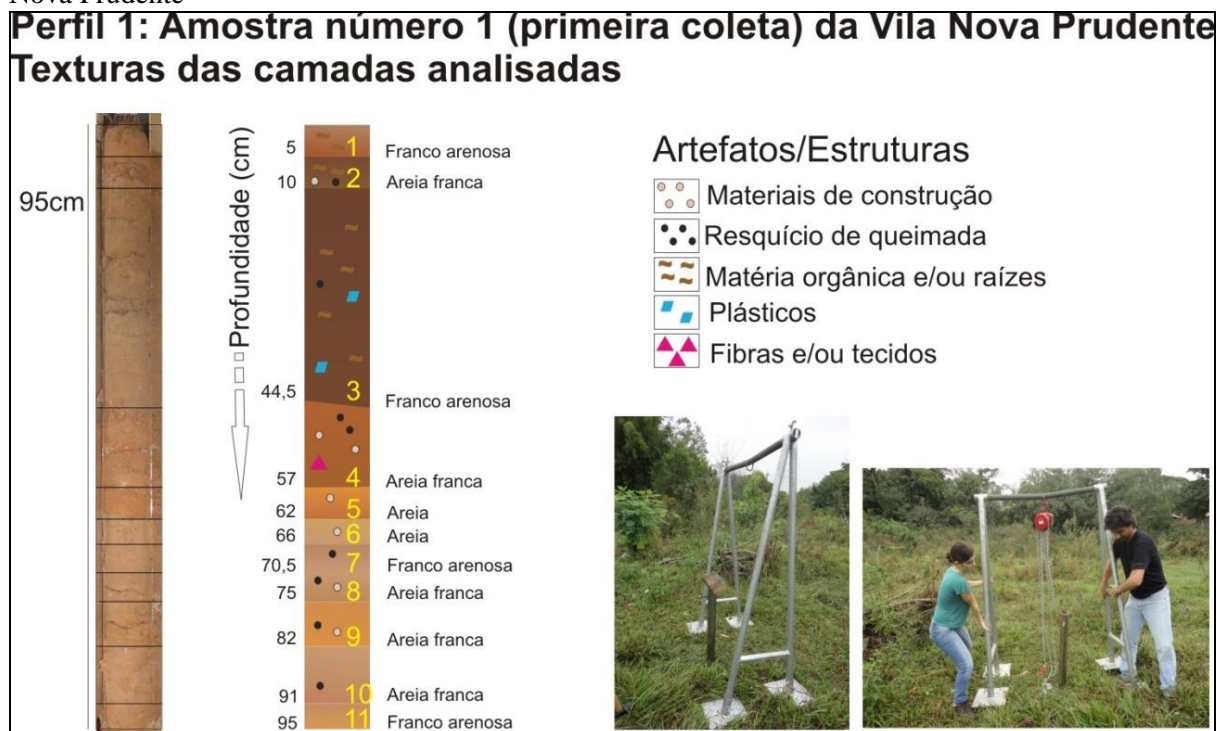 Nova Prudente
Perfil 1: Amostra número 1 (primeira coleta) da Vila Nova Prudente
Texturas das camadas analisadas
95cm
Profundidade (cm)
5 1 Franco arenosa
10 2 Areia franca
44,5 3 Franco arenosa
57 4 Areia franca
62 5 Areia
66 6 Areia
70,5 7 Franco arenosa
75 8 Areia franca
82 9 Areia franca
91 10 Areia franca
95 11 Franco arenosa
Artefatos/Estruturas
Materiais de construção
Resquício de queimada
Matéria orgânica e/ou raízes
Plásticos
Fibras e/ou tecidos